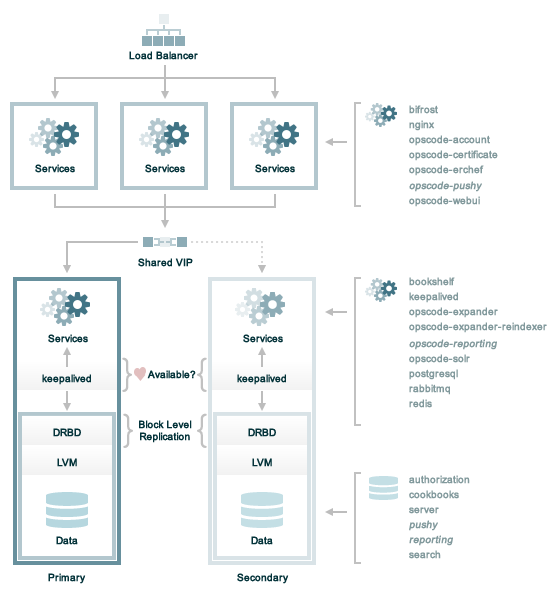 Load Balancer
Services
Services
Services
bifrost
nginx
opscode-account
opscode-certificate
opscode-erchef
opscode-pushy
opscode-webui
Shared VIP
Services
keepalived
Available?
Services
keepalived
bookshelf
keepalived
opscode-expander
opscode-expander-reindexer
opscode-reporting
opscode-solr
postgresql
rabbitmq
redis
DRBD
LVM
Data
Block Level
Replication
DRBD
LVM
Data
authorization
cookbooks
server
pushy
reporting
search
Primary
Secondary